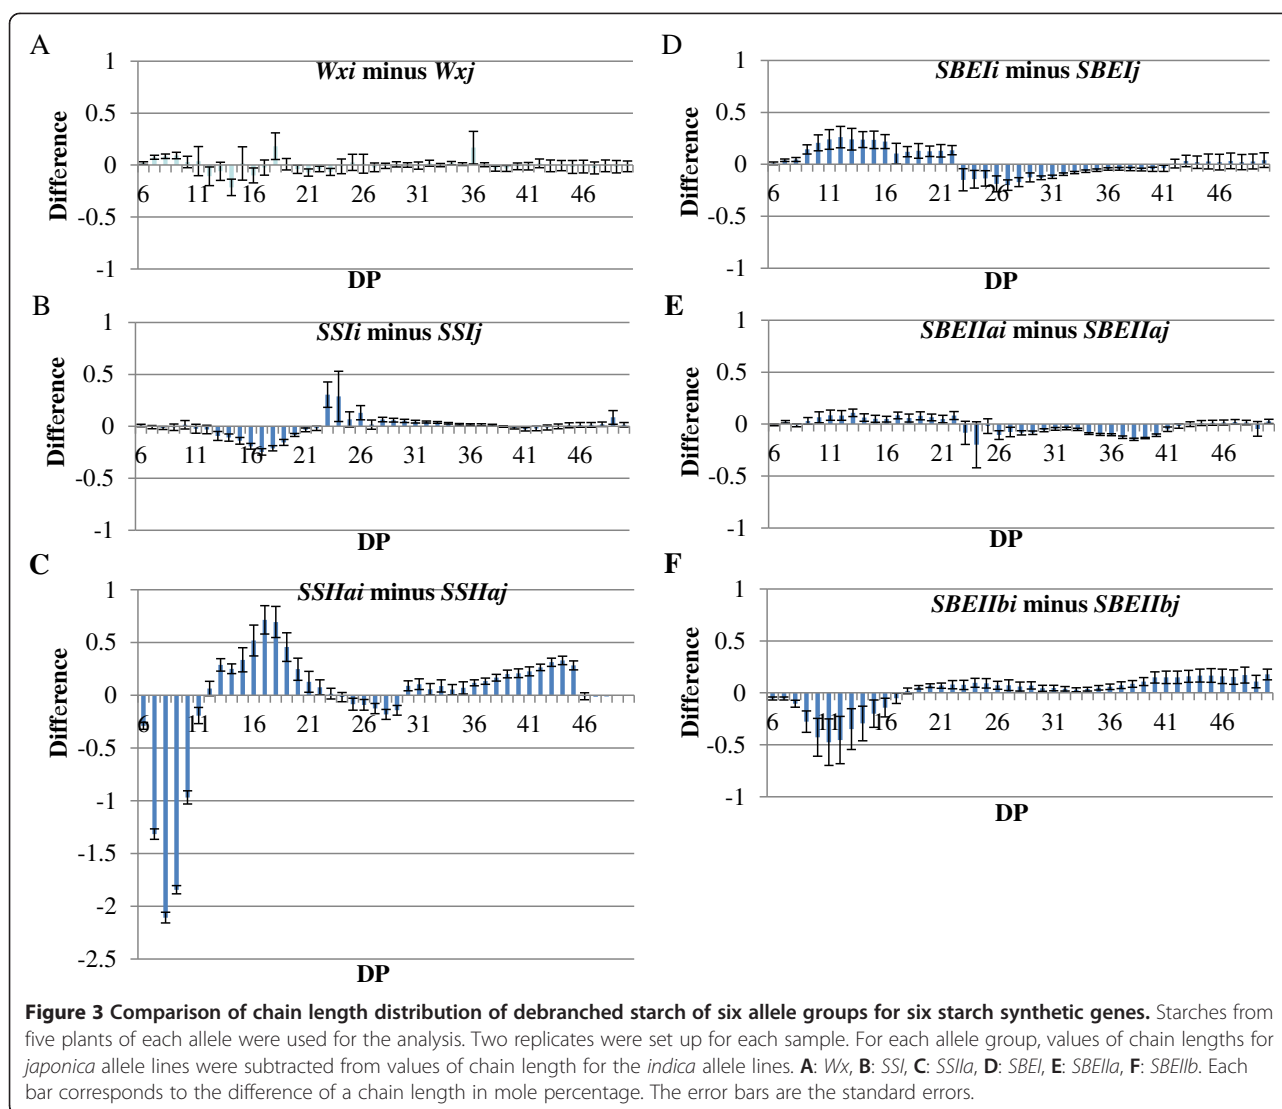 A
Wxi minus Wxj
1
0.5
0
-0.5
-1
Difference
6 11 16 21 26 31 36 41 46
DP
B
SSIi minus SSIj
1
0.5
0
-0.5
-1
Difference
6 11 16 21 26 31 36 41 46
DP
C
SSIIai minus SSIIaj
1
0.5
0
-0.5
-1
-1.5
-2
-2.5
Difference
6 11 16 21 26 31 36 41 46
DP
D
SBEIi minus SBEIj
1
0.5
0
-0.5
-1
Difference
6 11 16 21 26 31 36 41 46
DP
E
SBEIIai minus SBEIIaj
1
0.5
0
-0.5
-1
Difference
6 11 16 21 26 31 36 41 46
DP
F
SBEIIbi minus SBEIIbj
1
0.5
0
-0.5
-1
Difference
6 11 16 21 26 31 36 41 46
DP
Figure 3 Comparison of chain length distribution of debranched starch of six allele groups for six starch synthetic genes. Starches from
five plants of each allele were used for the analysis. Two replicates were set up for each sample. For each allele group, values of chain lengths for
japonica allele lines were subtracted from values of chain length for the indica allele lines. A: Wx, B: SSI, C: SSIIa, D: SBEI, E: SBEIIa, F: SBEIIb. Each
bar corresponds to the difference of a chain length in mole percentage. The error bars are the standard errors.